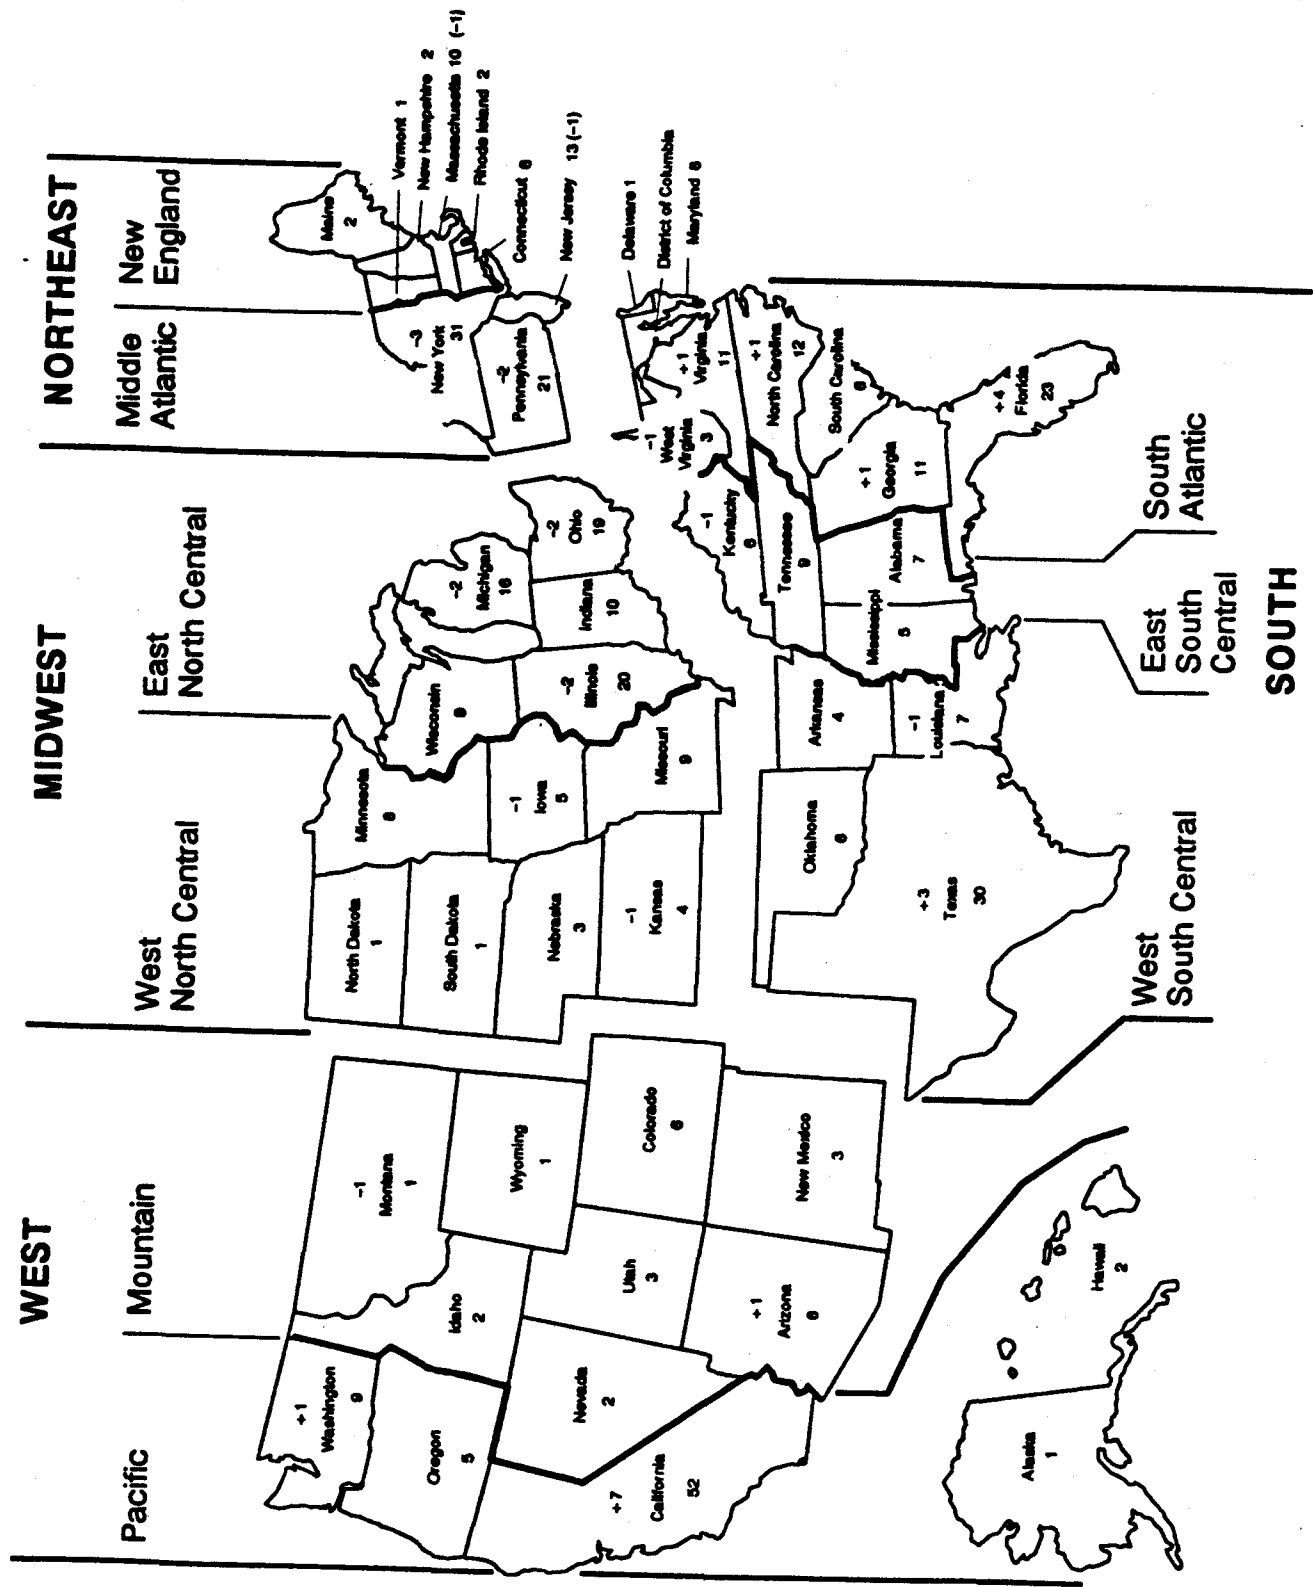 WEST
MIDWEST
NORTHEAST
Pacific
Mountain
West
North Central
East
North Central
Middle
Atlantic
New
England
+1
Washington
9
Oregon
5
+7
California
52
Nevada
2
Idaho
2
-1
Montana
1
Wyoming
1
Utah
3
Colorado
6
+1
Arizona
6
New Mexico
3
Alaska
1
Hawaii
2
North Dakota
1
South Dakota
1
Nebraska
3
-1
Kansas
4
Minnesota
8
-1
Iowa
5
Missouri
9
Wisconsin
9
-2
Illinois
20
-2
Michigan
16
Indiana
10
-2
Ohio
19
-3
New York
31
-2
Pennsylvania
21
Maine
2
Vermont 1
New Hampshire 2
Massachusetts 10 (-1)
Rhode Island 2
Connecticut 6
New Jersey 13 (-1)
Delaware 1
District of Columbia
Maryland 8
+1
Virginia
11
-1
West
Virginia
3
+1
North Carolina
12
South Carolina
6
+1
Georgia
11
+4
Florida
23
-1
Kentucky
6
Tennessee
9
Alabama
7
Mississippi
5
Arkansas
4
-1
Louisiana
7
Oklahoma
6
+3
Texas
30
West
South Central
East
South
Central
South
Atlantic
SOUTH